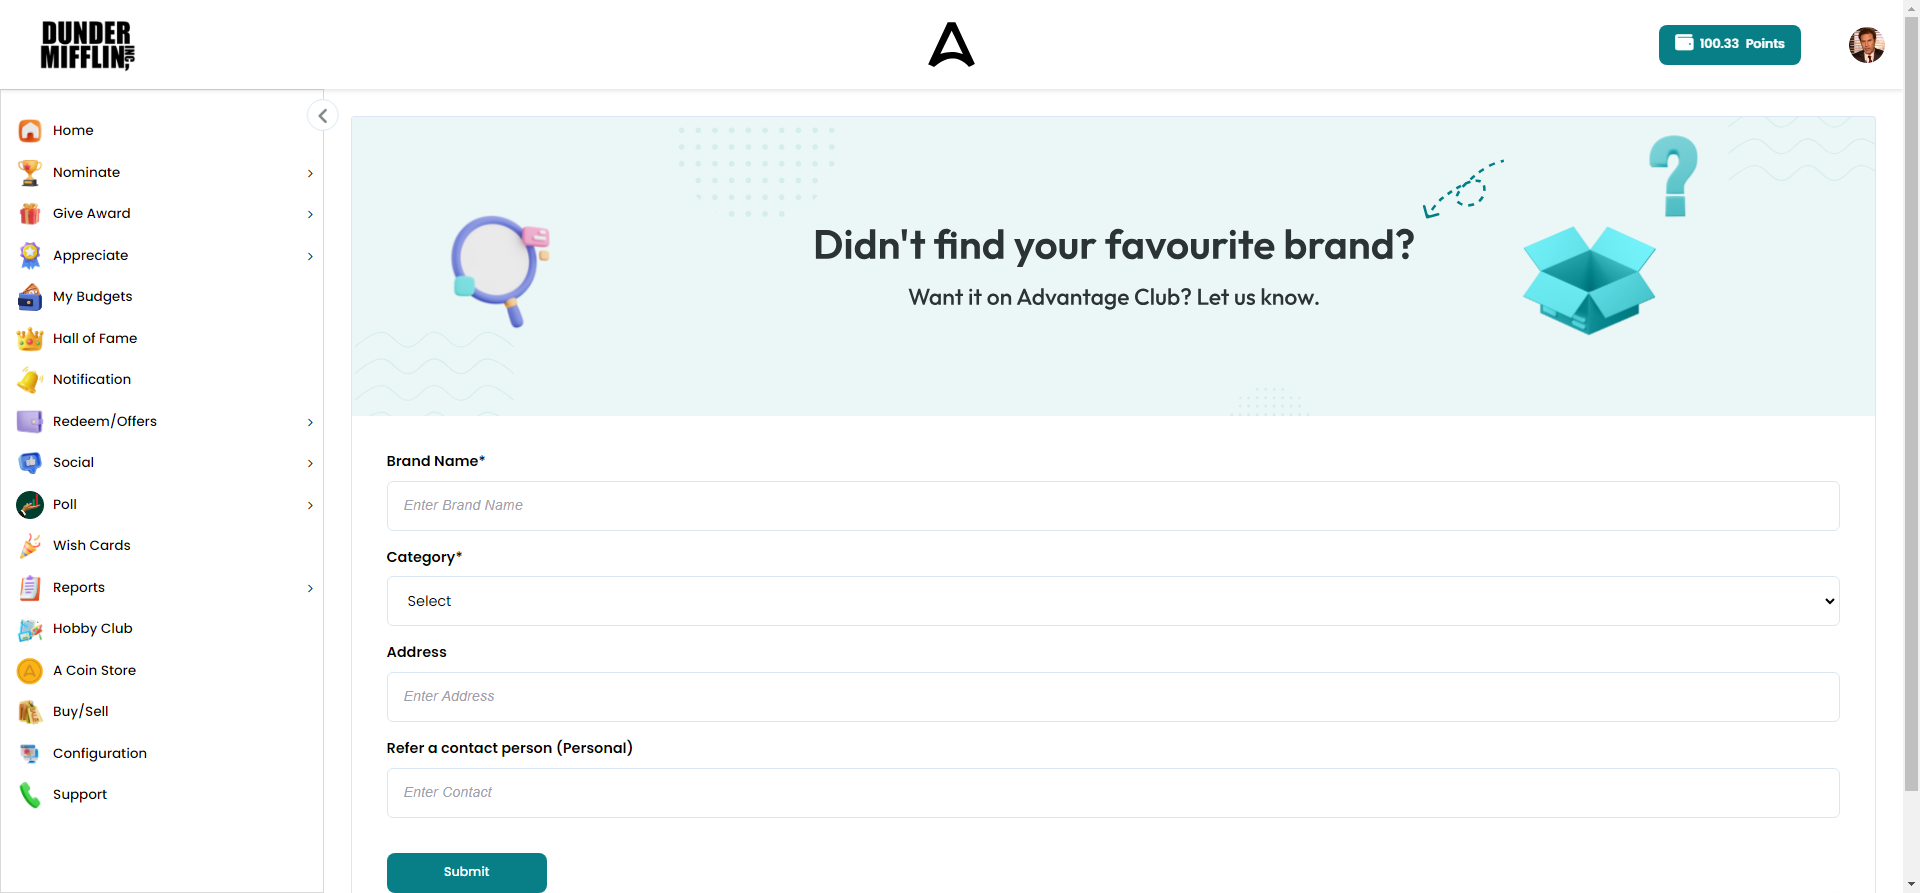 DUNDER
MIFFLIN, INC
100.33 Points
Home
Nominate
Give Award
Appreciate
My Budgets
Hall of Fame
Notification
Redeem/Offers
Social
Poll
Wish Cards
Reports
Hobby Club
A Coin Store
Buy/Sell
Configuration
Support
Didn't find your favourite brand?
Want it on Advantage Club? Let us know.
Brand Name*
Enter Brand Name
Category*
Select
Address
Enter Address
Refer a contact person (Personal)
Enter Contact
Submit